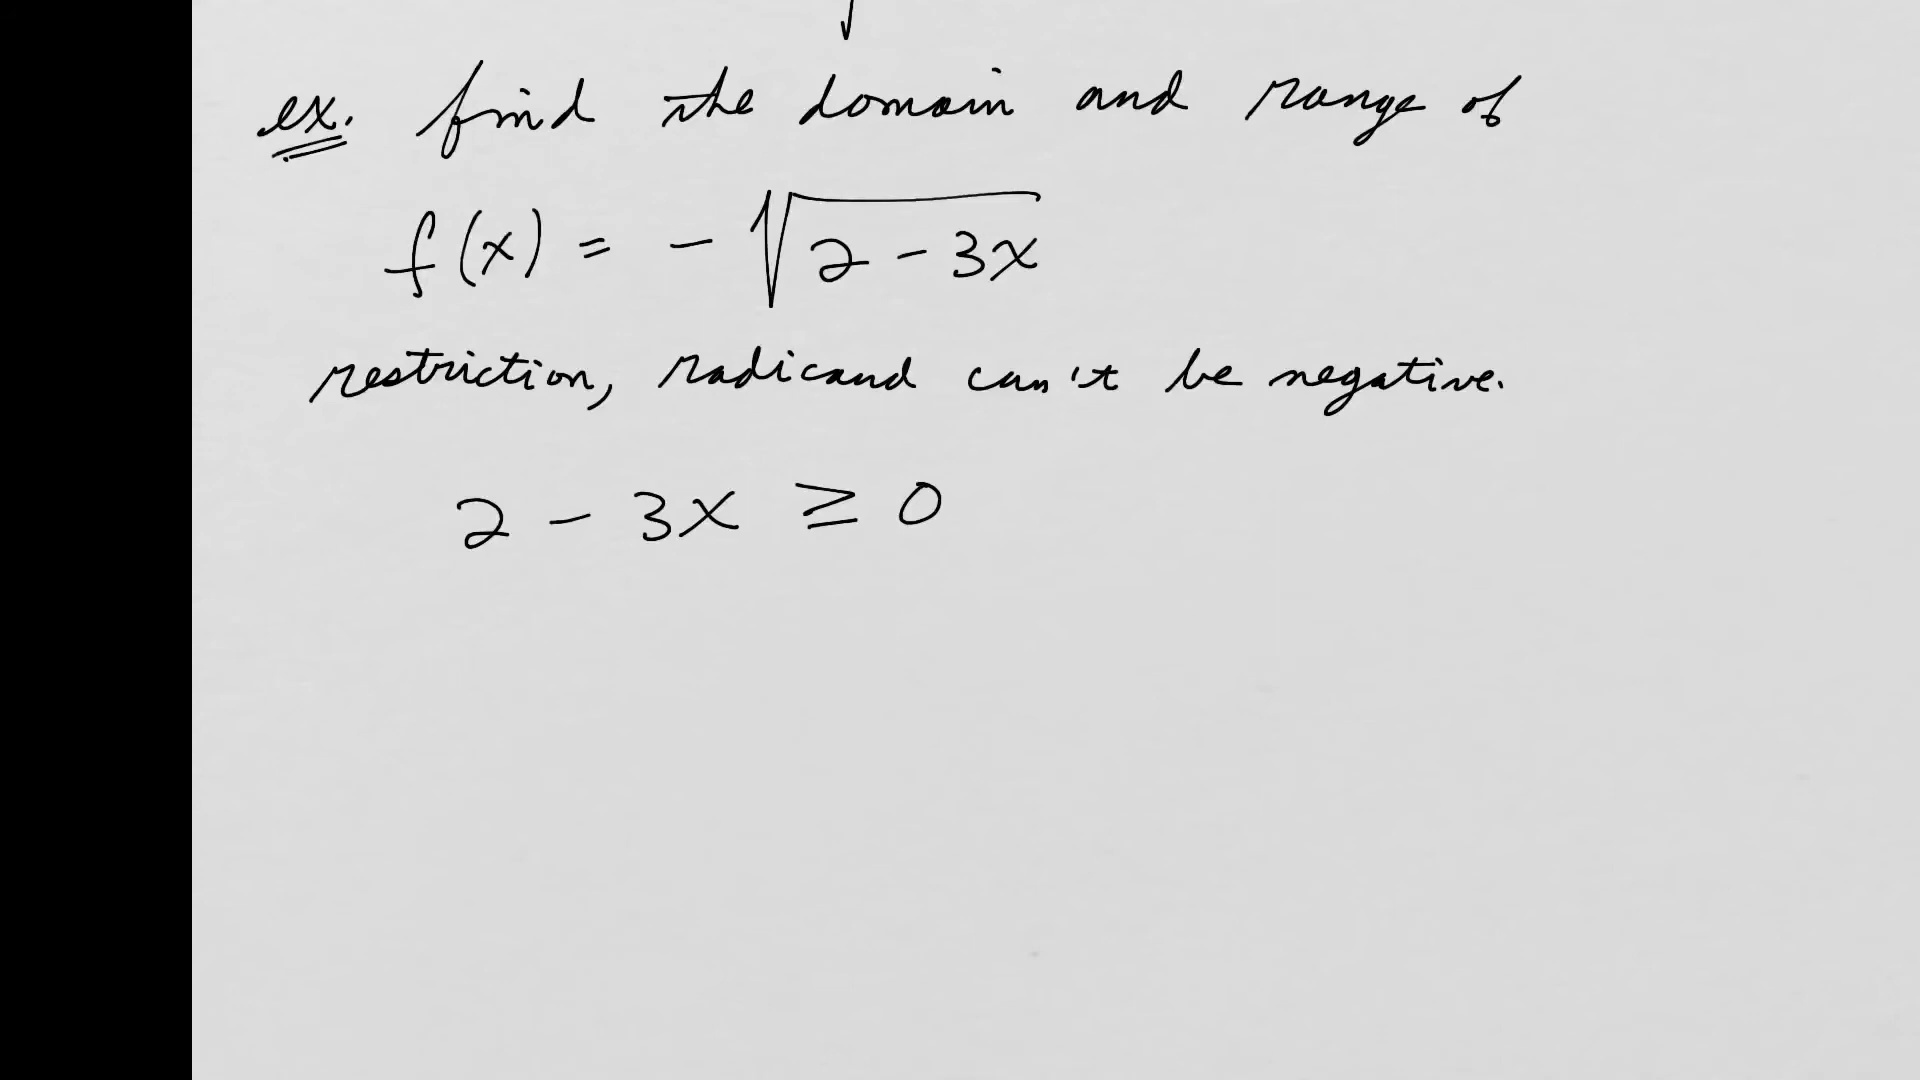 ex. find the domain and range of
f(x) = - √(2 - 3x)
restriction, radicand can't be negative.
2 - 3x ≥ 0